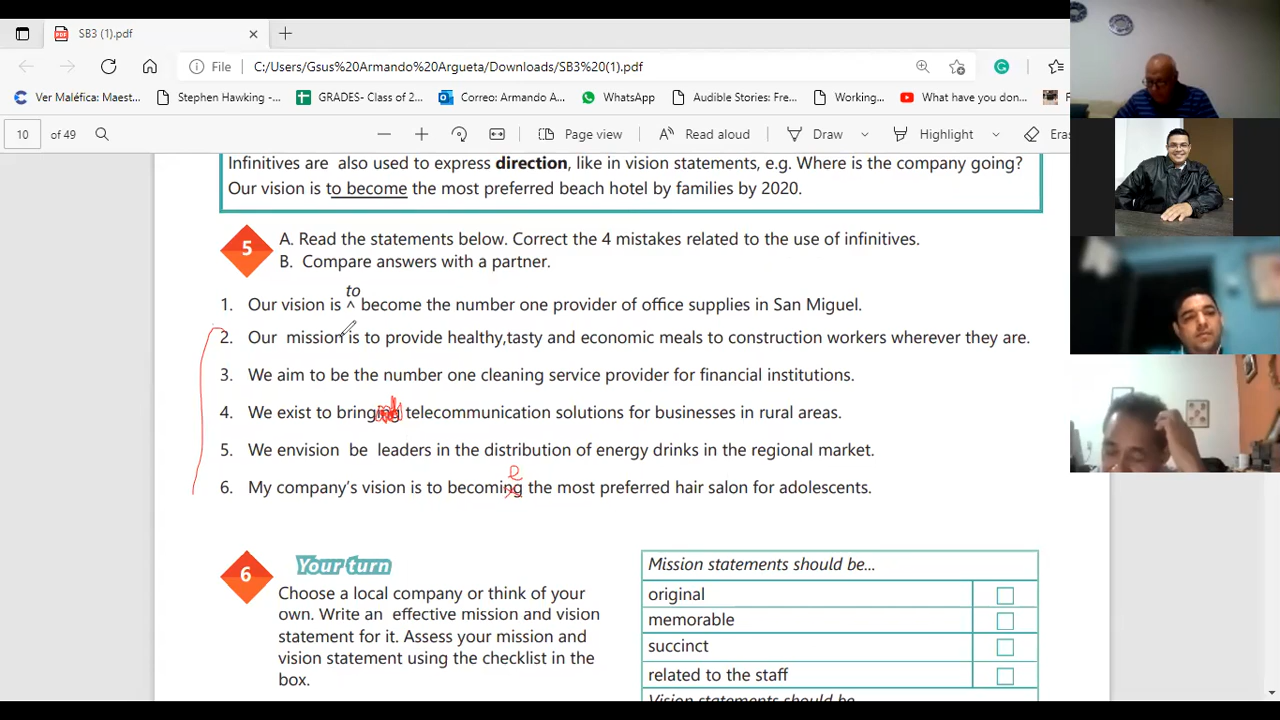 SB3 (1).pdf
File C:/Users/Gsus%20Armando%20Argueta/Downloads/SB3%20(1).pdf
Ver Maléfica: Maest... Stephen Hawking -... GRADES- Class of 2... Correo: Armando A... WhatsApp Audible Stories: Fre... Working... What have you don...
10 of 49 Page view Read aloud Draw Highlight Eras
Infinitives are also used to express direction, like in vision statements, e.g. Where is the company going?
Our vision is to become the most preferred beach hotel by families by 2020.
5 A. Read the statements below. Correct the 4 mistakes related to the use of infinitives.
B. Compare answers with a partner.
to
1. Our vision is ^ become the number one provider of office supplies in San Miguel.
2. Our mission is to provide healthy,tasty and economic meals to construction workers wherever they are.
3. We aim to be the number one cleaning service provider for financial institutions.
4. We exist to bringing telecommunication solutions for businesses in rural areas.
5. We envision be leaders in the distribution of energy drinks in the regional market.
e
6. My company's vision is to becoming the most preferred hair salon for adolescents.
6 Your turn
Choose a local company or think of your
own. Write an effective mission and vision
statement for it. Assess your mission and
vision statement using the checklist in the
box.
Mission statements should be...
original
memorable
succinct
related to the staff
Vision statements should be